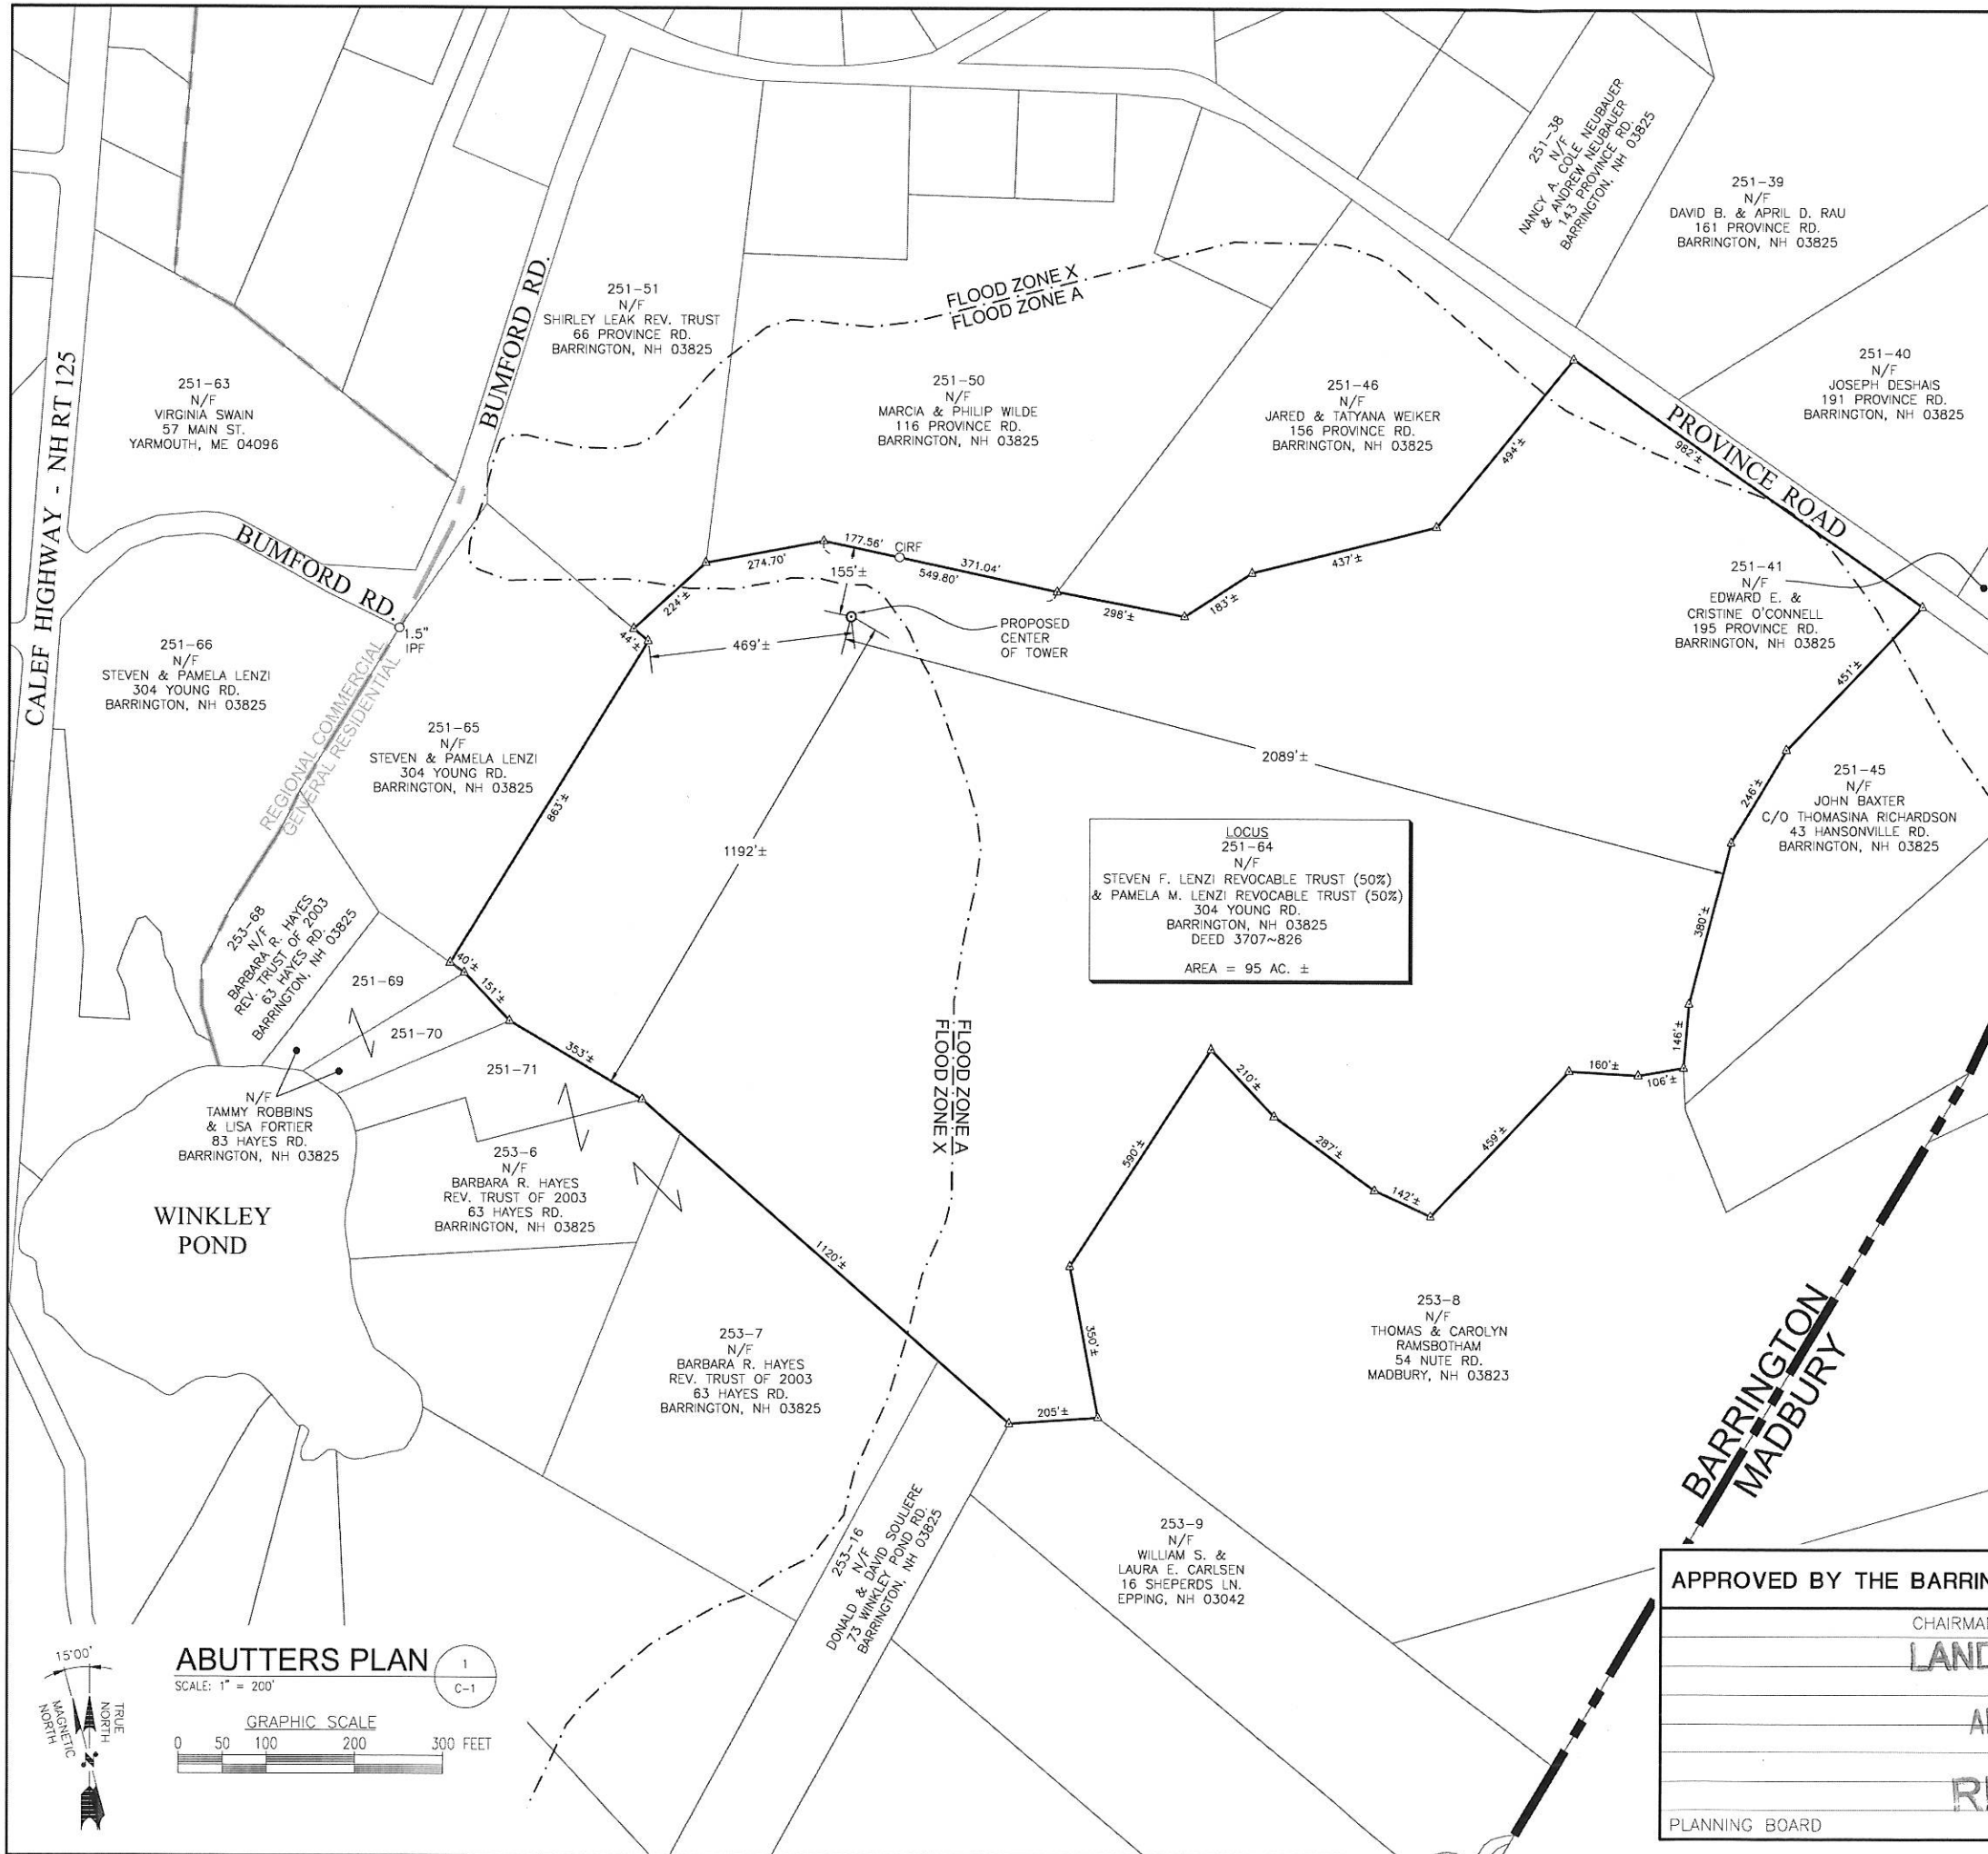 251-38
N/F
NANCY A. COLE NEUBAUER
& ANDREW NEUBAUER
143 PROVINCE RD.
BARRINGTON, NH 03825
251-39
N/F
DAVID B. & APRIL D. RAU
161 PROVINCE RD.
BARRINGTON, NH 03825
251-51
N/F
SHIRLEY LEAK REV. TRUST
66 PROVINCE RD.
BARRINGTON, NH 03825
BUMFORD RD.
FLOOD ZONE X
FLOOD ZONE A
CALEF HIGHWAY - NH RT 125
251-63
N/F
VIRGINIA SWAIN
57 MAIN ST.
YARMOUTH, ME 04096
251-50
N/F
MARCIA & PHILIP WILDE
116 PROVINCE RD.
BARRINGTON, NH 03825
251-46
N/F
JARED & TATYANA WEIKER
156 PROVINCE RD.
BARRINGTON, NH 03825
251-40
N/F
JOSEPH DESHAIS
191 PROVINCE RD.
BARRINGTON, NH 03825
PROVINCE ROAD
982'±
494'±
437'±
183'±
298'±
177.56'
CIRF
371.04'
549.80'
274.70'
155'±
224'±
44'±
469'±
PROPOSED
CENTER
OF TOWER
BUMFORD RD.
1.5"
IPF
251-41
N/F
EDWARD E. &
CRISTINE O'CONNELL
195 PROVINCE RD.
BARRINGTON, NH 03825
251-66
N/F
STEVEN & PAMELA LENZI
304 YOUNG RD.
BARRINGTON, NH 03825
REGIONAL COMMERCIAL
GENERAL RESIDENTIAL
251-65
N/F
STEVEN & PAMELA LENZI
304 YOUNG RD.
BARRINGTON, NH 03825
863'±
1192'±
2089'±
451'±
246'±
380'±
146'±
106'±
160'±
251-45
N/F
JOHN BAXTER
C/O THOMASINA RICHARDSON
43 HANSONVILLE RD.
BARRINGTON, NH 03825
LOCUS
251-64
N/F
STEVEN F. LENZI REVOCABLE TRUST (50%)
& PAMELA M. LENZI REVOCABLE TRUST (50%)
304 YOUNG RD.
BARRINGTON, NH 03825
DEED 3707~826
AREA = 95 AC. ±
253-68
N/F
BARBARA R. HAYES
REV. TRUST OF 2003
63 HAYES RD.
BARRINGTON, NH 03825
251-69
40'±
151'±
251-70
353'±
251-71
FLOOD ZONE A
FLOOD ZONE X
210'±
287'±
142'±
459'±
590'±
350'±
205'±
1120'±
N/F
TAMMY ROBBINS
& LISA FORTIER
83 HAYES RD.
BARRINGTON, NH 03825
253-6
N/F
BARBARA R. HAYES
REV. TRUST OF 2003
63 HAYES RD.
BARRINGTON, NH 03825
WINKLEY
POND
253-7
N/F
BARBARA R. HAYES
REV. TRUST OF 2003
63 HAYES RD.
BARRINGTON, NH 03825
253-8
N/F
THOMAS & CAROLYN
RAMSBOTHAM
54 NUTE RD.
MADBURY, NH 03823
BARRINGTON
MADBURY
253-16
N/F
DONALD & DAVID SOULIERE
73 WINKLEY POND RD.
BARRINGTON, NH 03825
253-9
N/F
WILLIAM S. &
LAURA E. CARLSEN
16 SHEPERDS LN.
EPPING, NH 03042
APPROVED BY THE BARRIN
CHAIRMA
LAND
PLANNING BOARD
15°00'
TRUE
NORTH
MAGNETIC
NORTH
N
ABUTTERS PLAN
1
C-1
SCALE: 1" = 200'
GRAPHIC SCALE
0 50 100 200 300 FEET